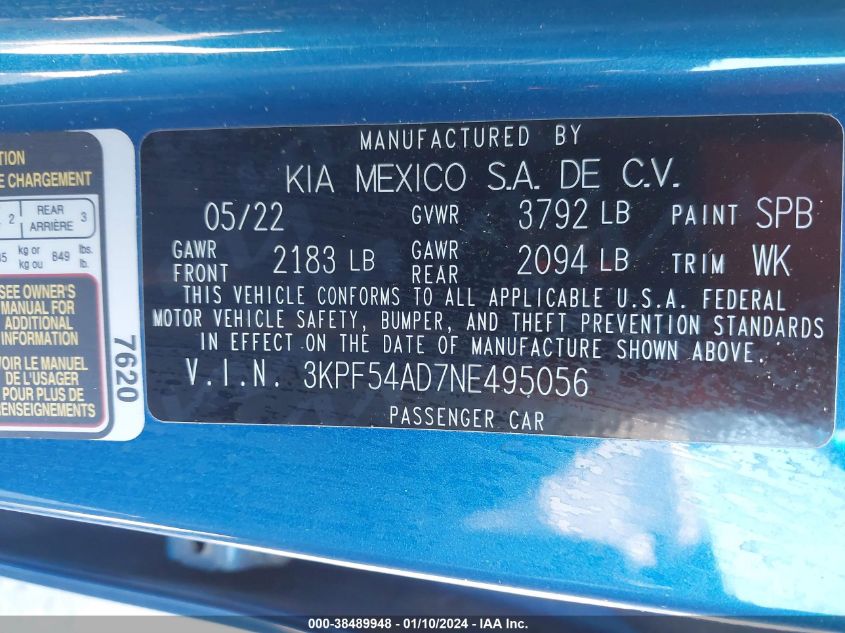 TION
E CHARGEMENT
2 REAR ARRIÈRE 3
kg or kg ou 849 lbs. lb.
SEE OWNER'S
MANUAL FOR
ADDITIONAL
INFORMATION
VOIR LE MANUEL
DE L'USAGER
POUR PLUS DE
RENSEIGNEMENTS
7620
MANUFACTURED BY
KIA MEXICO S.A. DE C.V.
05/22 GVWR 3792 LB PAINT SPB
GAWR FRONT 2183 LB GAWR REAR 2094 LB TRIM WK
THIS VEHICLE CONFORMS TO ALL APPLICABLE U.S.A. FEDERAL
MOTOR VEHICLE SAFETY, BUMPER, AND THEFT PREVENTION STANDARDS
IN EFFECT ON THE DATE OF MANUFACTURE SHOWN ABOVE
V.I.N. 3KPF54AD7NE495056
PASSENGER CAR
000-38489948 - 01/10/2024 - IAA Inc.